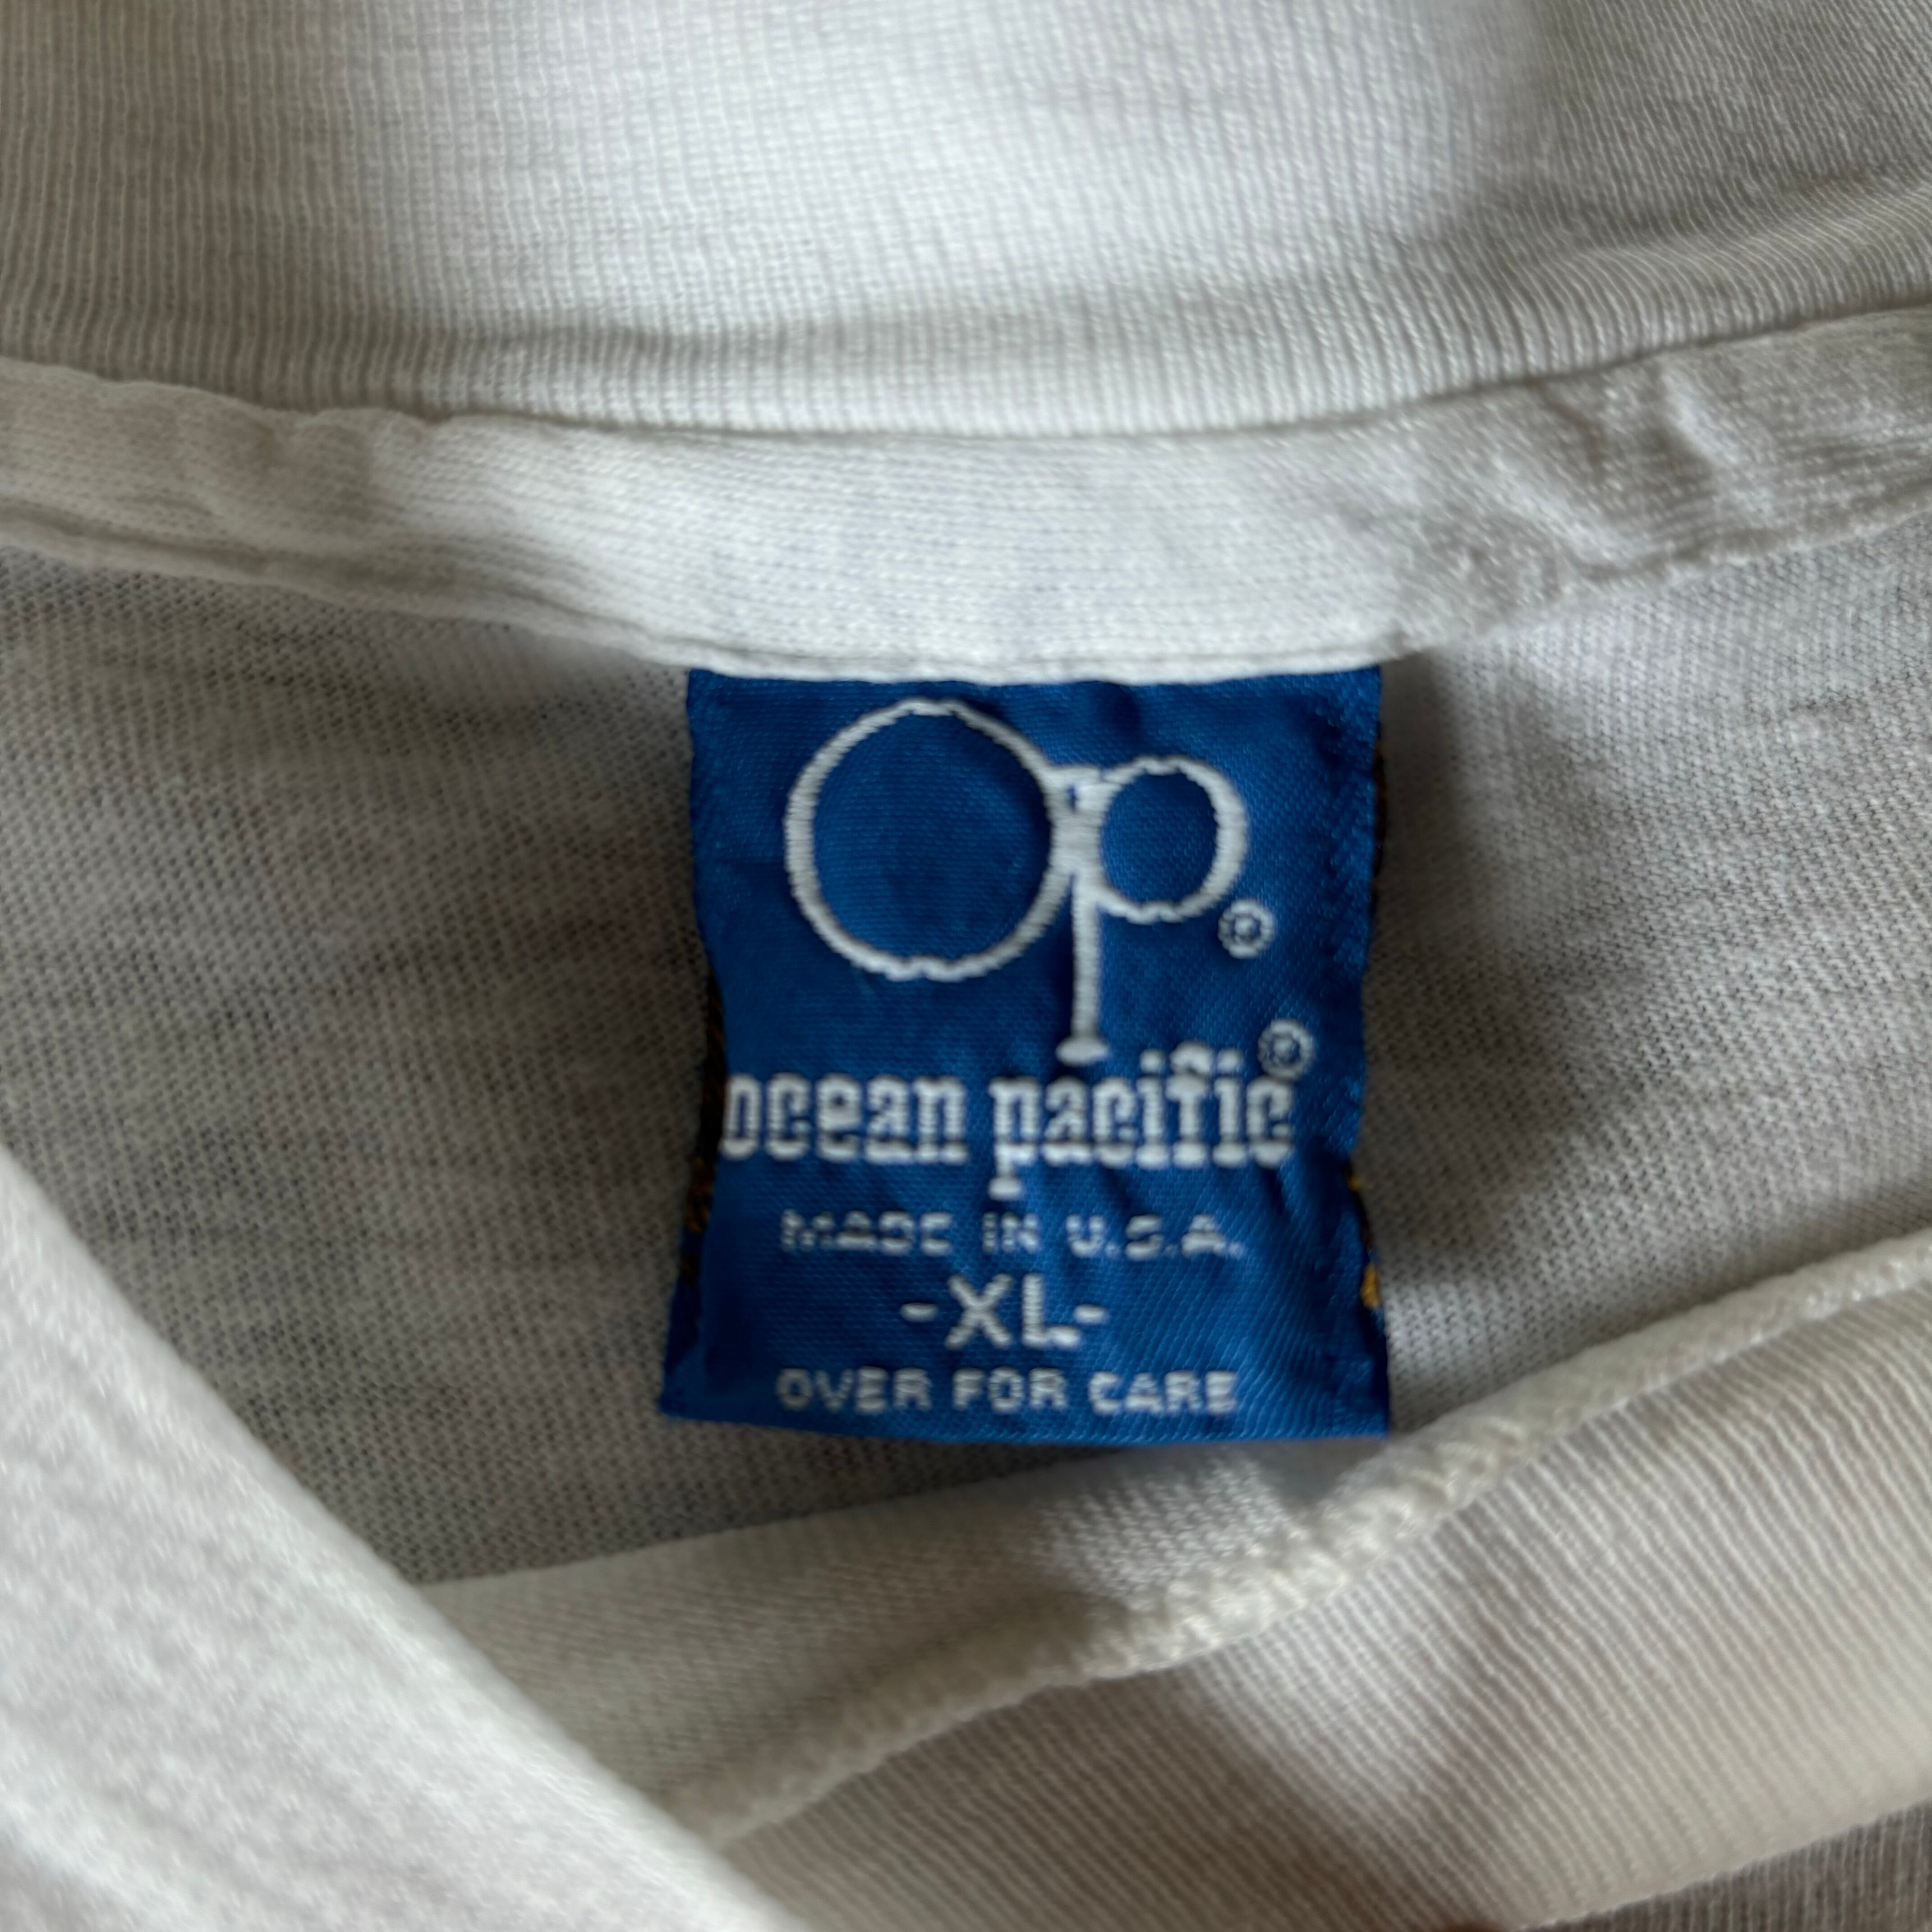 Op®
ocean pacific®
MADE IN U.S.A.
-XL-
OVER FOR CARE